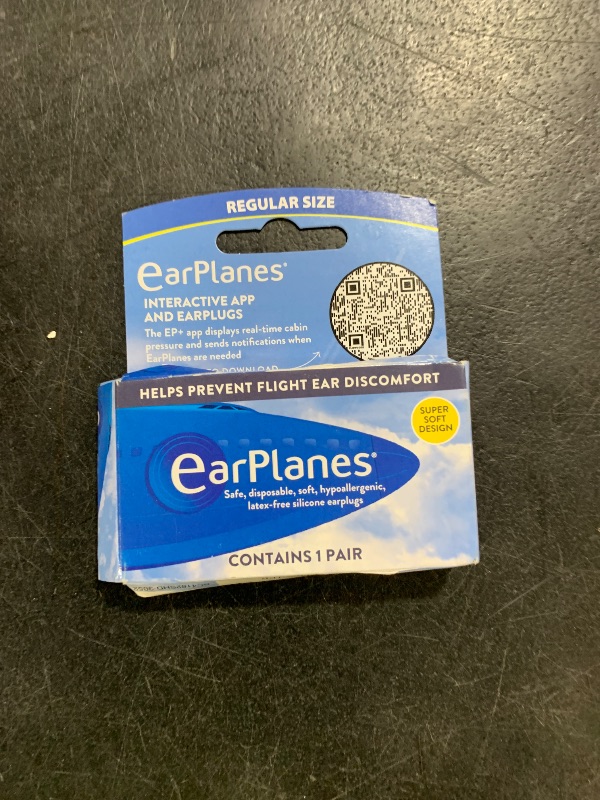 REGULAR SIZE
earPlanes®
INTERACTIVE APP
AND EARPLUGS
The EP+ app displays real-time cabin
pressure and sends notifications when
EarPlanes are needed
TO DOWNLOAD
HELPS PREVENT FLIGHT EAR DISCOMFORT
SUPER
SOFT
DESIGN
earPlanes®
Safe, disposable, soft, hypoallergenic,
latex-free silicone earplugs
CONTAINS 1 PAIR